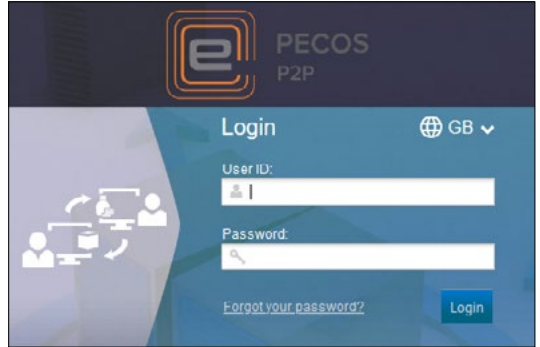 e PECOS
P2P
Login GB
User ID:
Password:
Forgot your password? Login